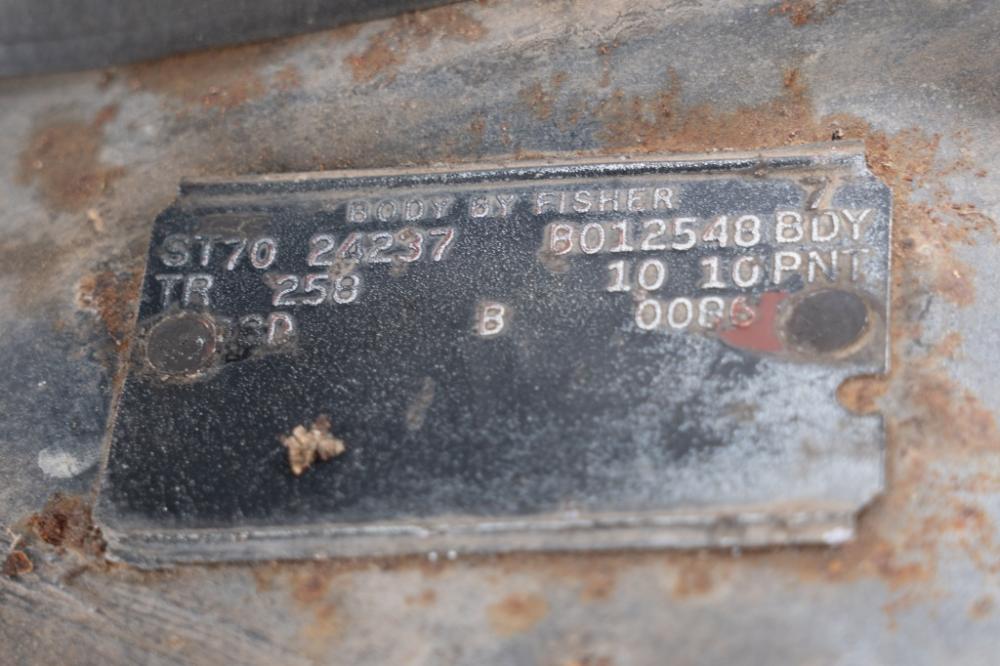 BODY BY FISHER
ST70 24237 B012548 BDY
TR 258 10 10 PNT
B 0086